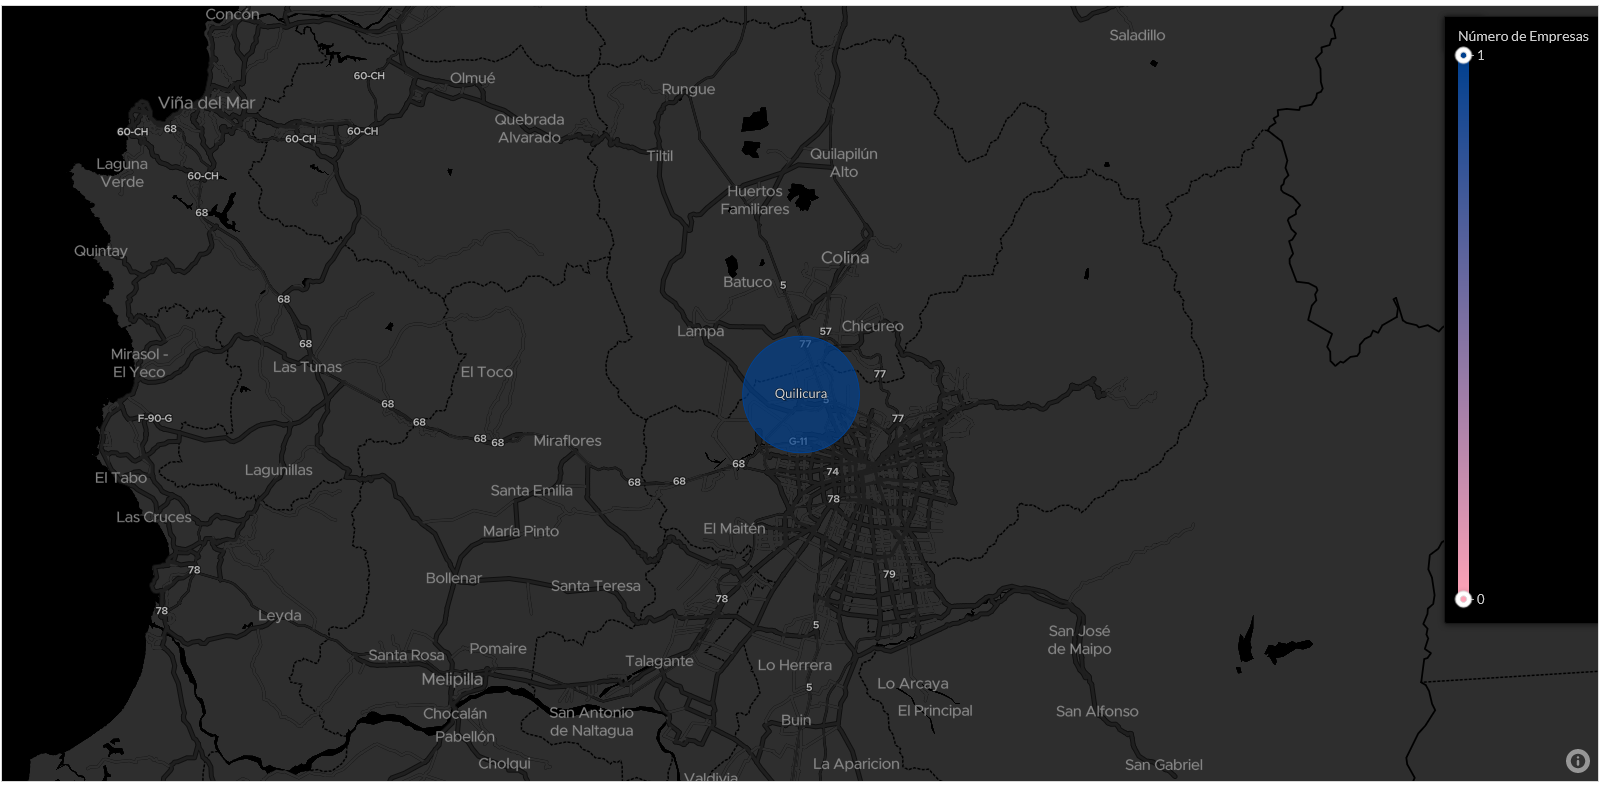 Concón
Saladillo
Número de Empresas
1
60-CH
Olmué
Rungue
Viña del Mar
Quebrada
Alvarado
60-CH
68
60-CH
60-CH
Tiltil
Quilapilún
Alto
Laguna
Verde
60-CH
Huertos
Familiares
68
Quintay
Colina
Batuco
5
68
Lampa
57
Chicureo
77
68
Mirasol -
El Yeco
Las Tunas
El Toco
77
Quilicura
5
68
F-90-G
68
77
68
68
Miraflores
G-11
Lagunillas
68
74
El Tabo
68
68
Santa Emilia
78
Las Cruces
María Pinto
El Maitén
78
Bollenar
Santa Teresa
79
78
0
78
Leyda
5
San José
de Maipo
Santa Rosa
Pomaire
Talagante
Lo Herrera
Melipilla
5
Lo Arcaya
Chocalán
San Antonio
de Naltagua
El Principal
San Alfonso
Buin
Pabellón
Cholqui
La Aparicion
San Gabriel
Valdivia